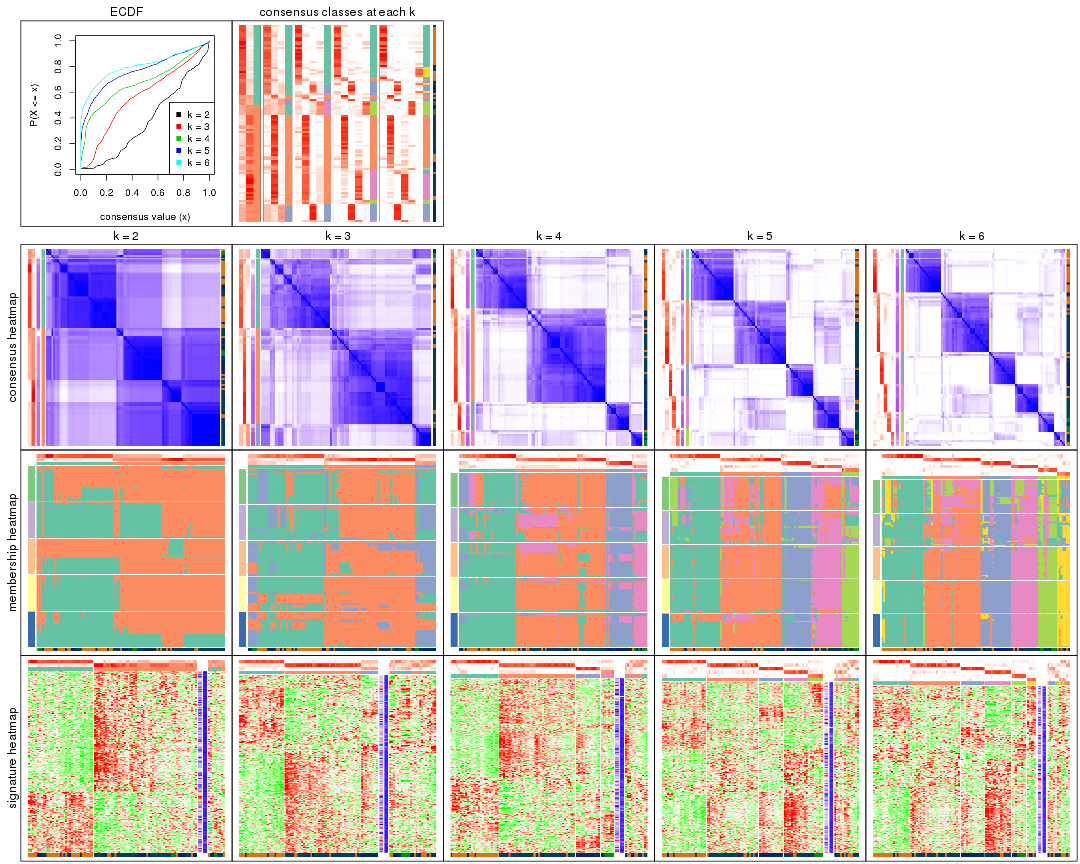 ECDF
consensus classes at each k
P(X <= x)
0.0 0.2 0.4 0.6 0.8 1.0
k = 2
k = 3
k = 4
k = 5
k = 6
0.0 0.2 0.4 0.6 0.8 1.0
consensus value (x)
k = 2
k = 3
k = 4
k = 5
k = 6
consensus heatmap
membership heatmap
signature heatmap